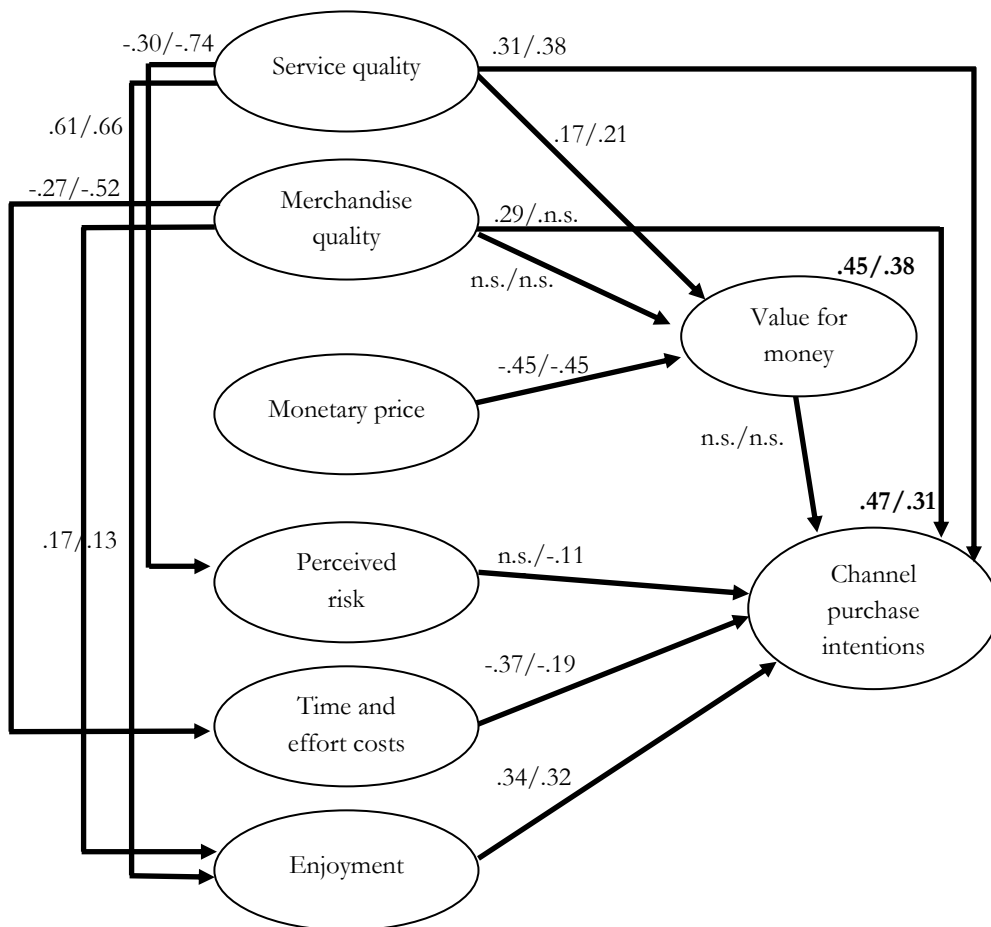 -.30/-.74
Service quality
.31/.38
.61/.66
.17/.21
-.27/-.52
Merchandise
quality
.29/.n.s.
n.s./n.s.
.45/.38
Value for
money
-.45/-.45
Monetary price
n.s./n.s.
.47/.31
.17/.13
Perceived
risk
n.s./-.11
Channel
purchase
intentions
-.37/-.19
Time and
effort costs
.34/.32
Enjoyment